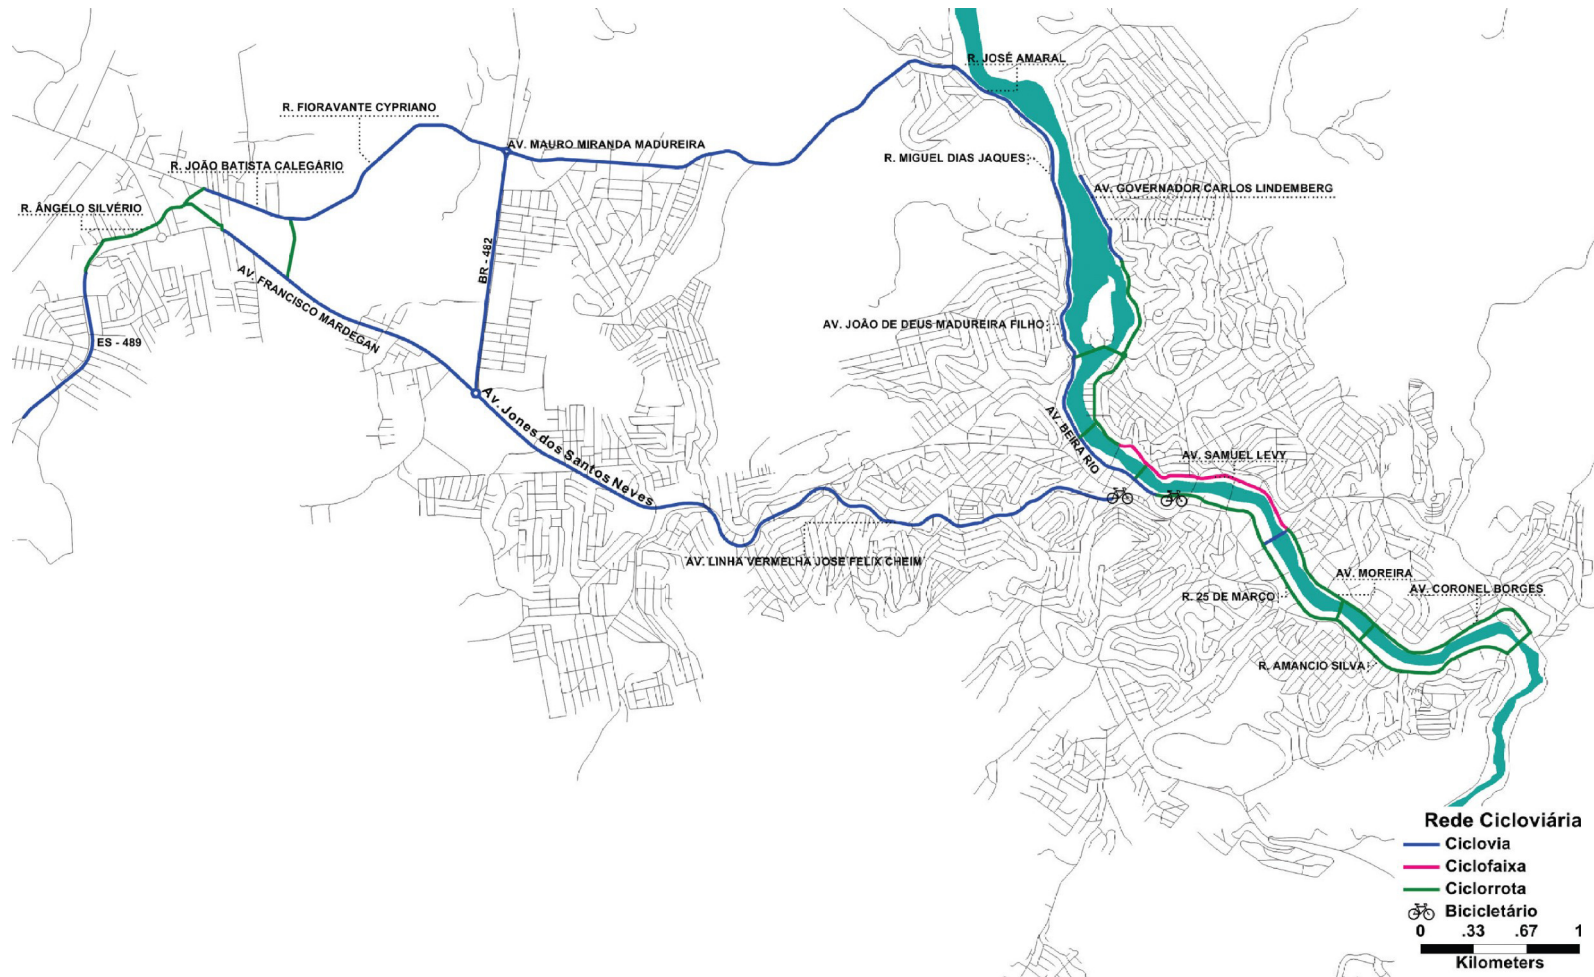 R. JOSÉ AMARAL
R. FIORAVANTE CYPRIANO
AV. MAURO MIRANDA MADUREIRA
R. MIGUEL DIAS JAQUES
R. JOÃO BATISTA CALEGÁRIO
AV. GOVERNADOR CARLOS LINDEMBERG
R. ÂNGELO SILVÉRIO
BR - 482
AV. FRANCISCO MARDEGAN
AV. JOÃO DE DEUS MADUREIRA FILHO
ES - 489
Av. Jones dos Santos Neves
AV. BEIRA RIO
AV. SAMUEL LEVY
AV. LINHA VERMELHA JOSE FELIX CHEIM
AV. MOREIRA
AV. CORONEL BORGES
R. 25 DE MARÇO
R. AMANCIO SILVA
Rede Cicloviária
Ciclovia
Ciclofaixa
Ciclorrota
Bicicletário
0 .33 .67 1
Kilometers